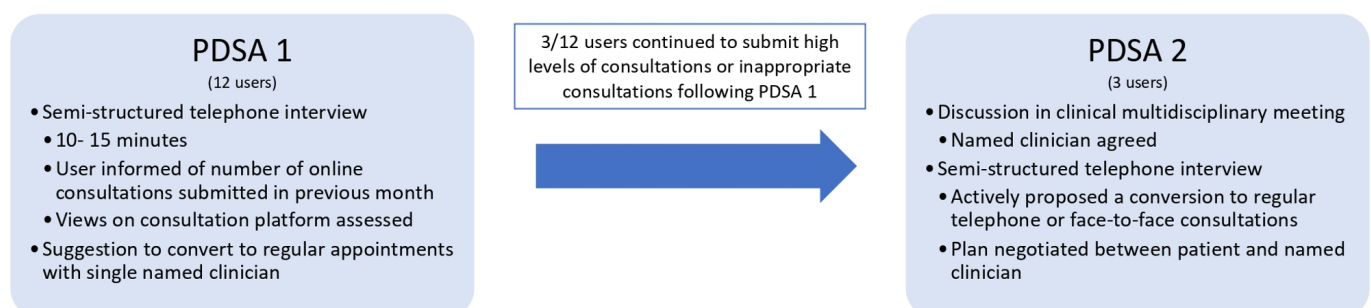 PDSA 1
(12 users)
•Semi-structured telephone interview
•10- 15 minutes
•User informed of number of online
consultations submitted in previous month
•Views on consultation platform assessed
•Suggestion to convert to regular appointments
with single named clinician
3/12 users continued to submit high
levels of consultations or inappropriate
consultations following PDSA 1
PDSA 2
(3 users)
•Discussion in clinical multidisciplinary meeting
•Named clinician agreed
•Semi-structured telephone interview
•Actively proposed a conversion to regular
telephone or face-to-face consultations
•Plan negotiated between patient and named
clinician